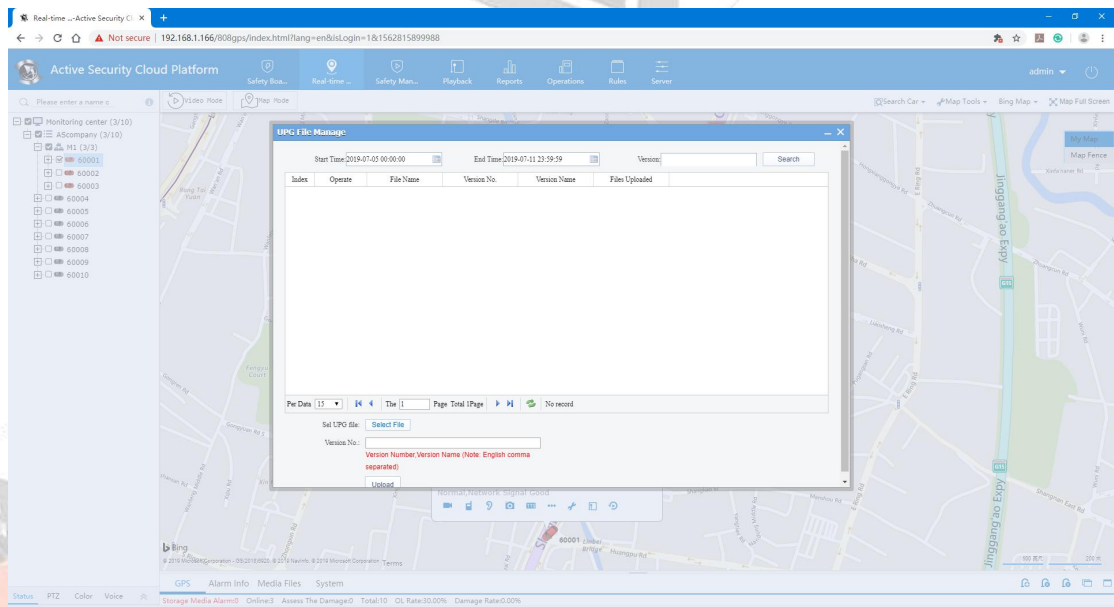 Real-time ...-Active Security Cl
Not secure | 192.168.1.166/808gps/index.html?lang=en&isLogin=1&1562815899988
Active Security Cloud Platform
Safety Boa...
Real-time ...
Safety Man...
Playback
Reports
Operations
Rules
Server
admin
Please enter a name o
Video Mode
Map Mode
Search Car
Map Tools
Bing Map
Map Full Screen
Monitoring center (3/10)
AScompany (3/10)
M1 (3/3)
60001
60002
60003
60004
60005
60006
60007
60008
60009
60010
My Map
Map Fence
UPG File Manage
Start Time: 2019-07-05 00:00:00
End Time: 2019-07-11 23:59:59
Version:
Search
Index Operate File Name Version No. Version Name Files Uploaded
Per Data 15 The 1 Page Total 1Page No record
Sel UPG file: Select File
Version No.:
Version Number,Version Name (Note: English comma
separated)
Upload
Normal,Network Signal Good
60001
Jinggang'ao Expy
G15
G15
Jinggang'ao Expy
E Ring Rd
Bing
Terms
GPS Alarm Info Media Files System
Status PTZ Color Voice
Storage Media Alarm:0 Online:3 Assess The Damage:0 Total:10 OL Rate:30.00% Damage Rate:0.00%